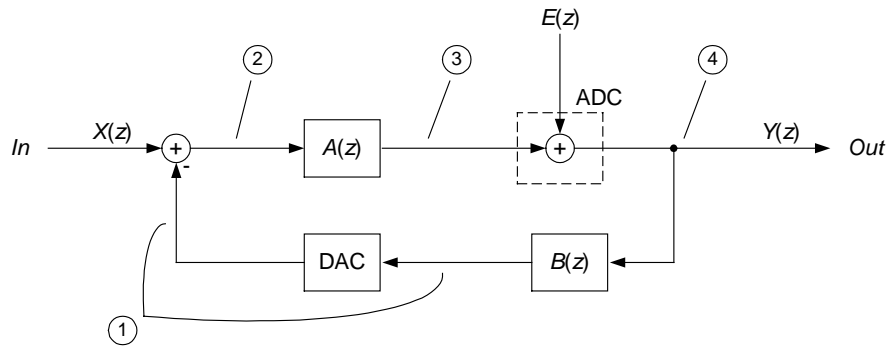 E(z)
2
3
4
ADC
In
X(z)
+
A(z)
+
Y(z)
Out
-
DAC
B(z)
1